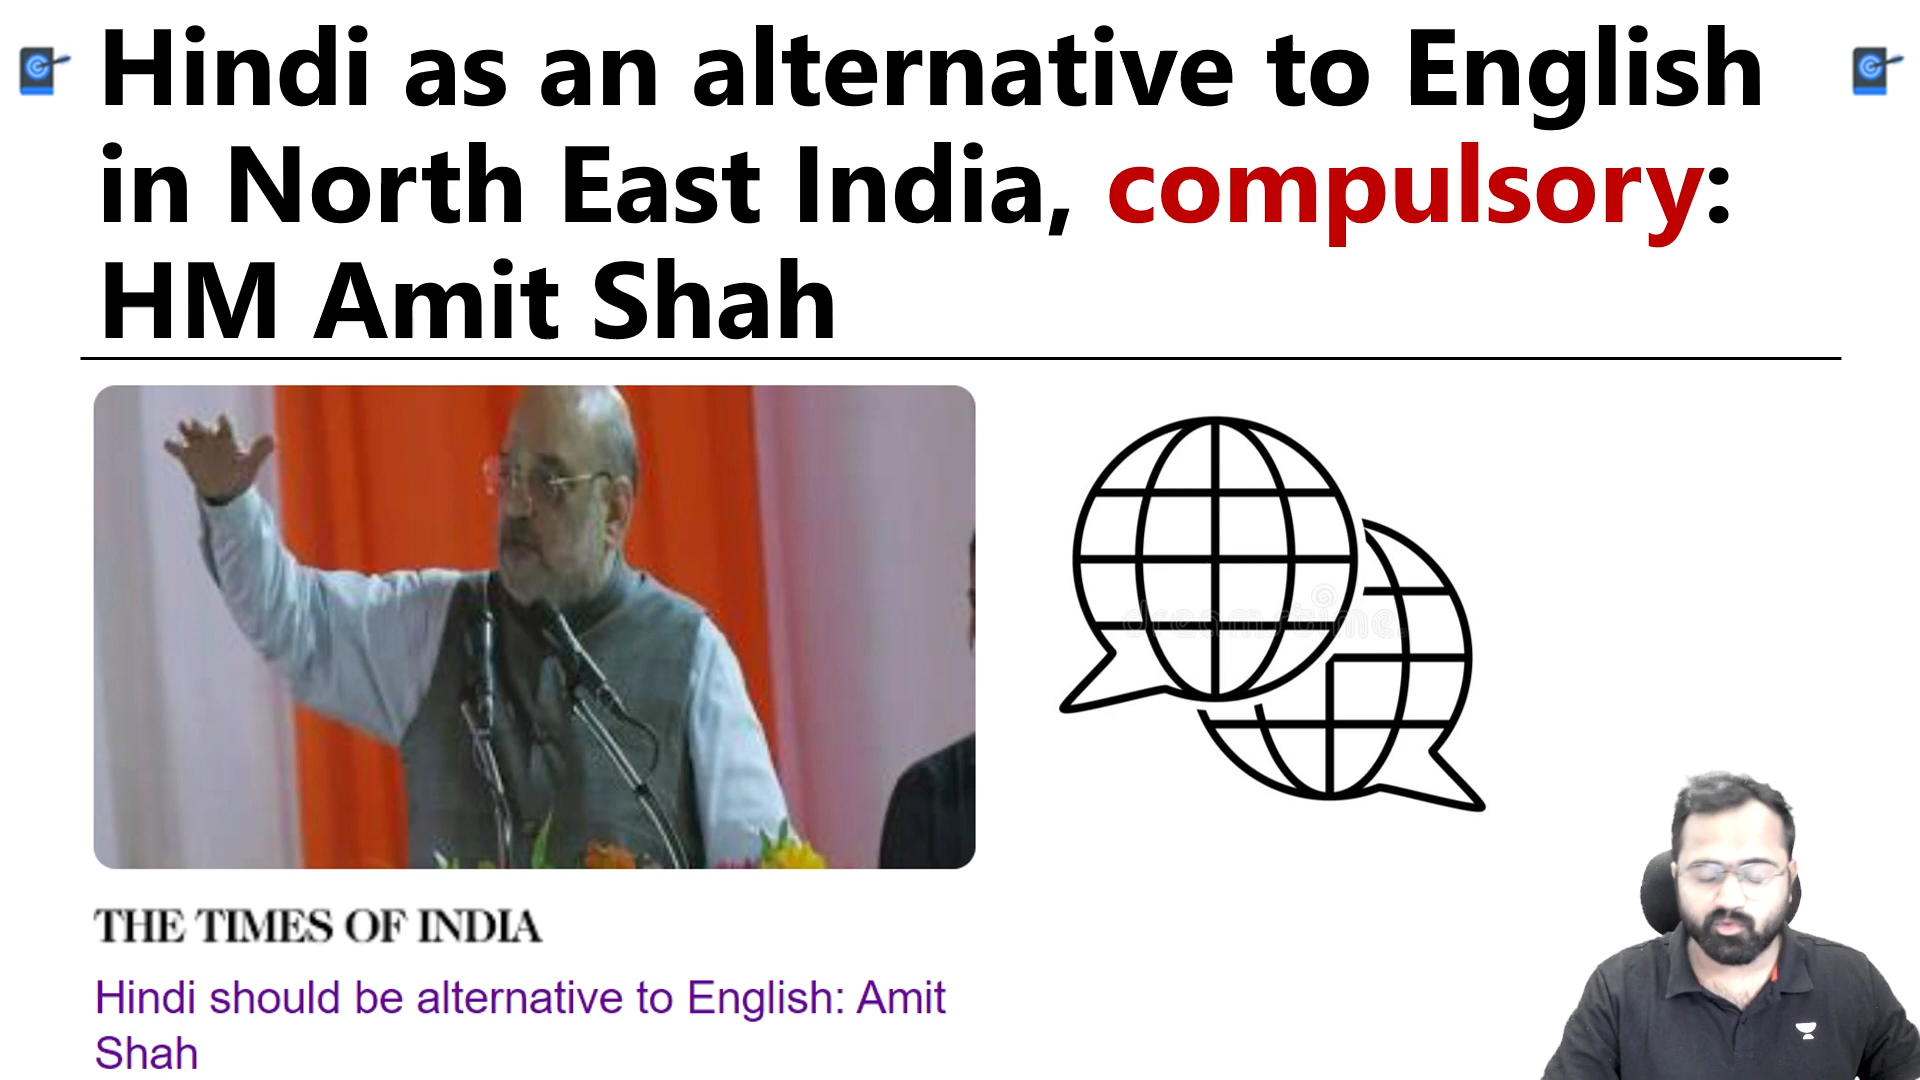 Hindi as an alternative to English
in North East India, compulsory:
HM Amit Shah
dreamstime.
THE TIMES OF INDIA
Hindi should be alternative to English: Amit
Shah